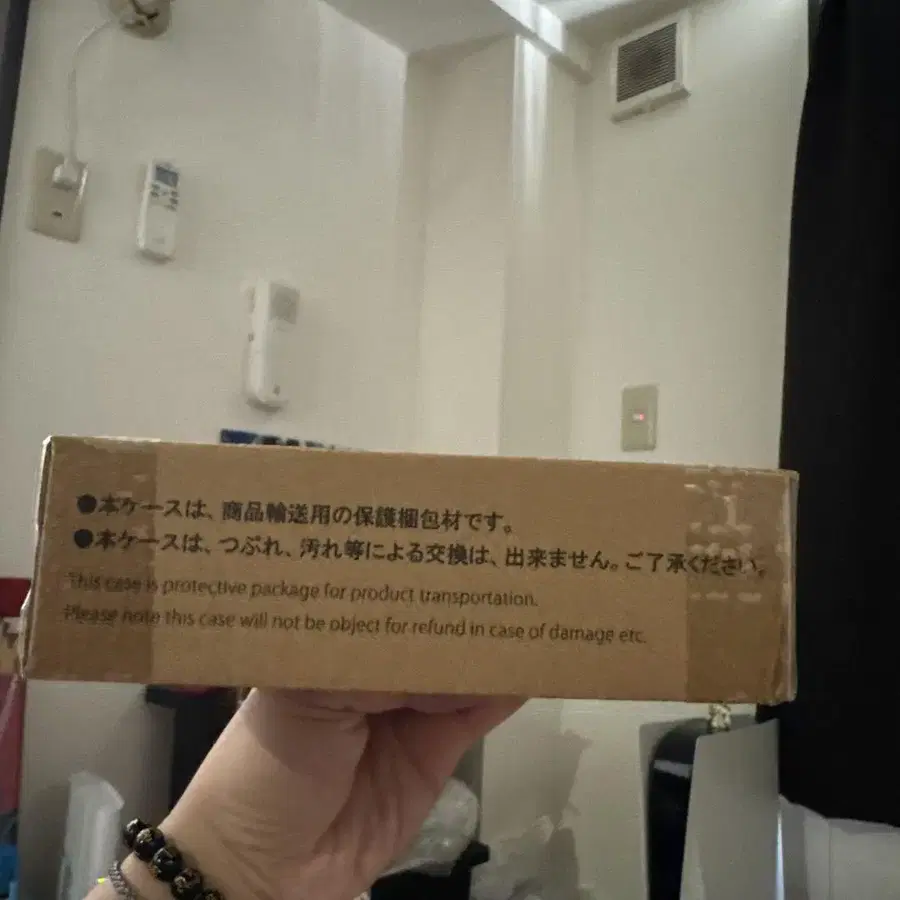 ●本ケースは、商品輸送用の保護梱包材です。
●本ケースは、つぶれ、汚れ等による交換は、出来ません。ご了承ください。
This case is protective package for product transportation.
Please note this case will not be object for refund in case of damage etc.